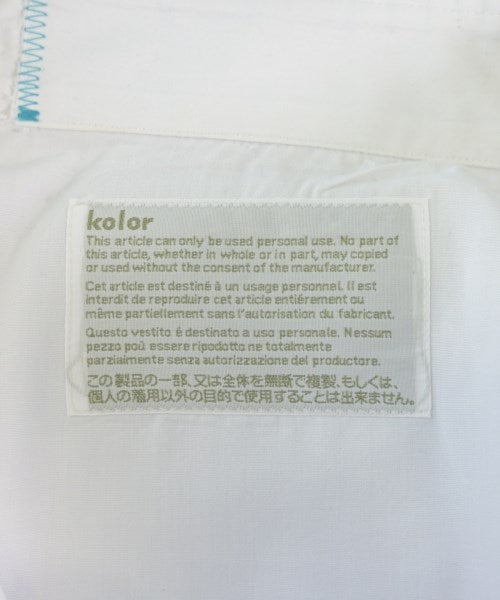 kolor
This article can only be used personal use. No part of
this article, whether in whole or in part, may copied
or used without the consent of the manufacturer.
Cet article est destiné à un usage personnel. Il est
interdit de reproduire cet article entiérement ou
même partiellement sans l'autorisation du fabricant.
Questo vestito é destinato a uso personale. Nessum
pezzo poü essere ripodotto ne totalmente
parziaimente senza autorizzazione del productore.
この製品の一部、又は全体を無断で複製、もしくは、
個人の着用以外の目的で使用することは出来ません。